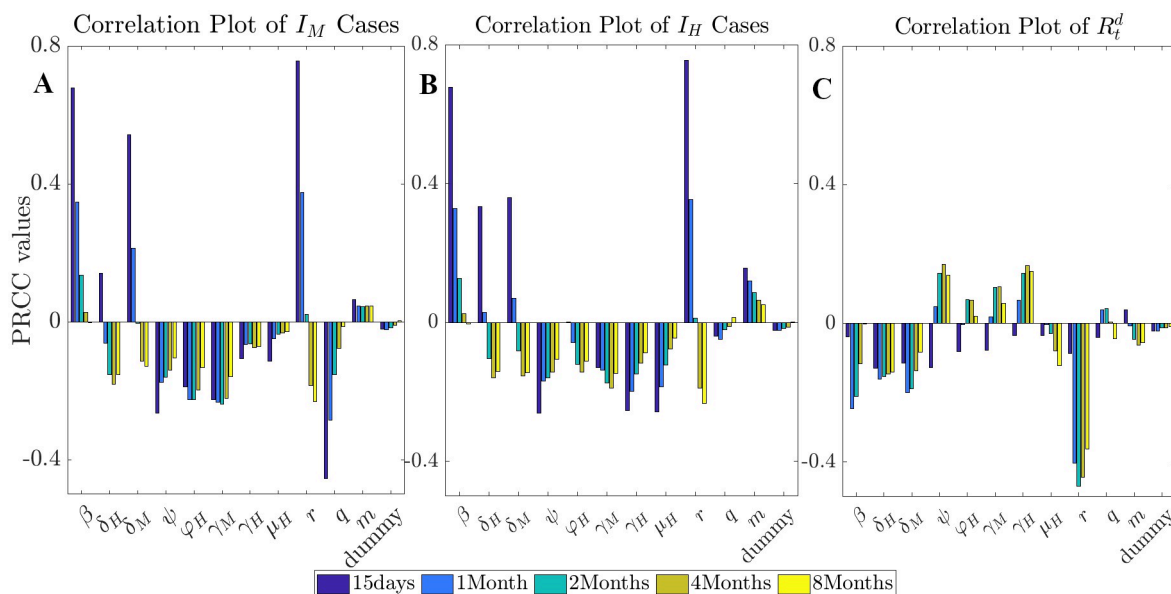 Correlation Plot of I_M Cases
Correlation Plot of I_H Cases
Correlation Plot of R_t^d
A
B
C
PRCC values
0.8
0.4
0
-0.4
0.8
0.4
0
-0.4
0.8
0.4
0
-0.4
β δ_H δ_M ψ φ_H γ_M γ_H μ_H r q m dummy
β δ_H δ_M ψ φ_H γ_M γ_H μ_H r q m dummy
β δ_H δ_M ψ φ_H γ_M γ_H μ_H r q m dummy
15days 1Month 2Months 4Months 8Months